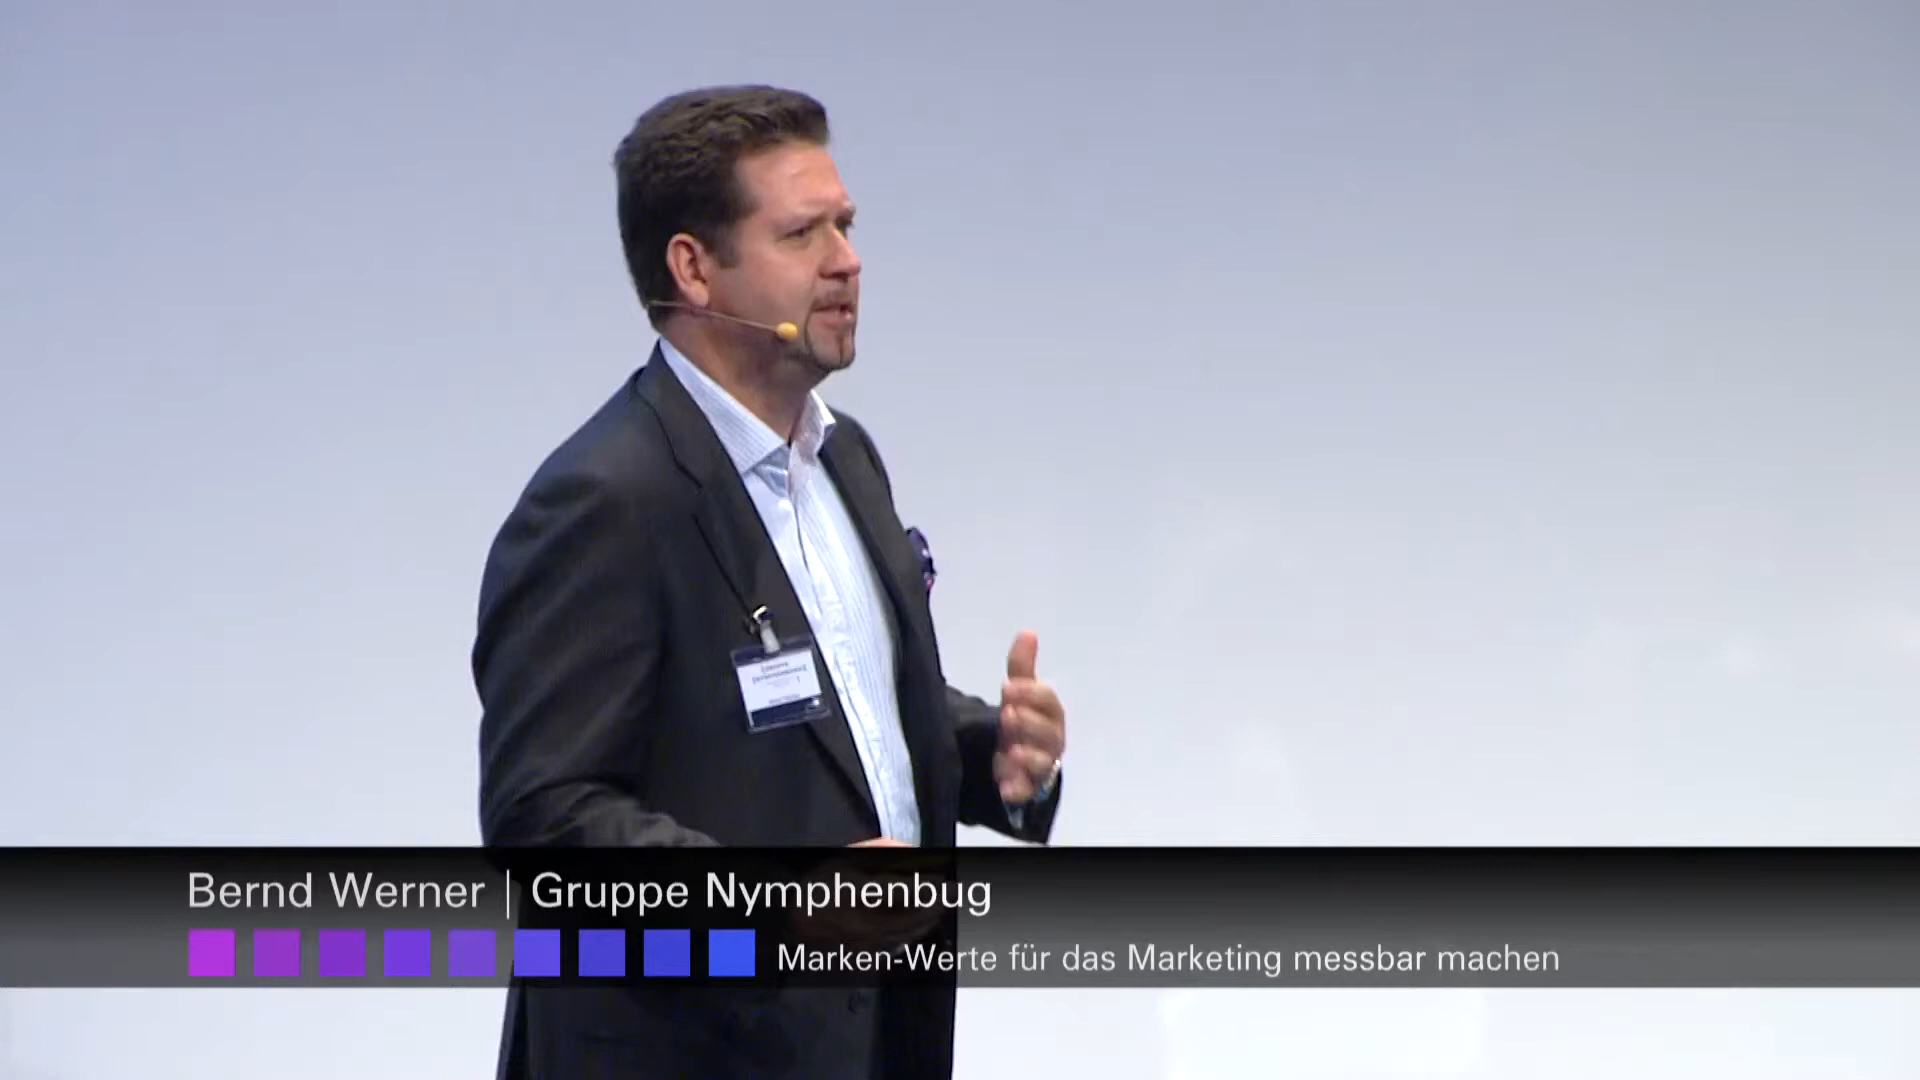 Bernd Werner | Gruppe Nymphenbug
Marken-Werte für das Marketing messbar machen